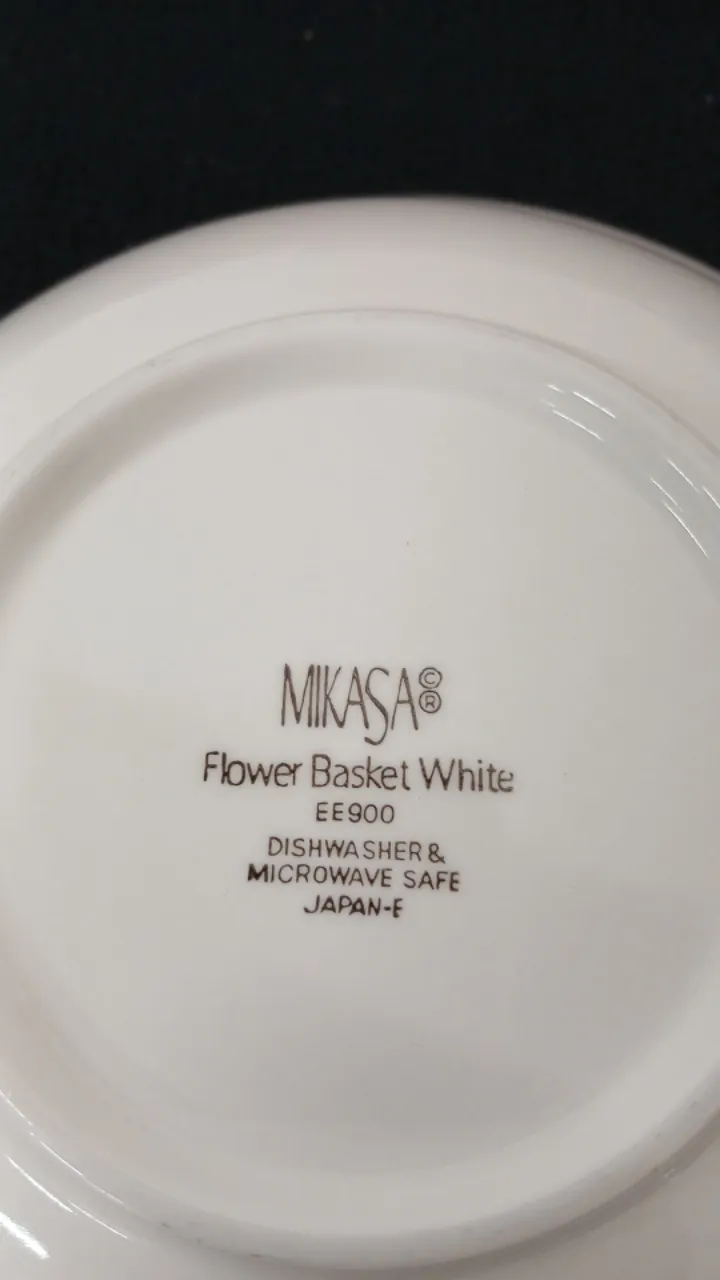 MIKASA©®
Flower Basket White
EE900
DISHWASHER &
MICROWAVE SAFE
JAPAN-E